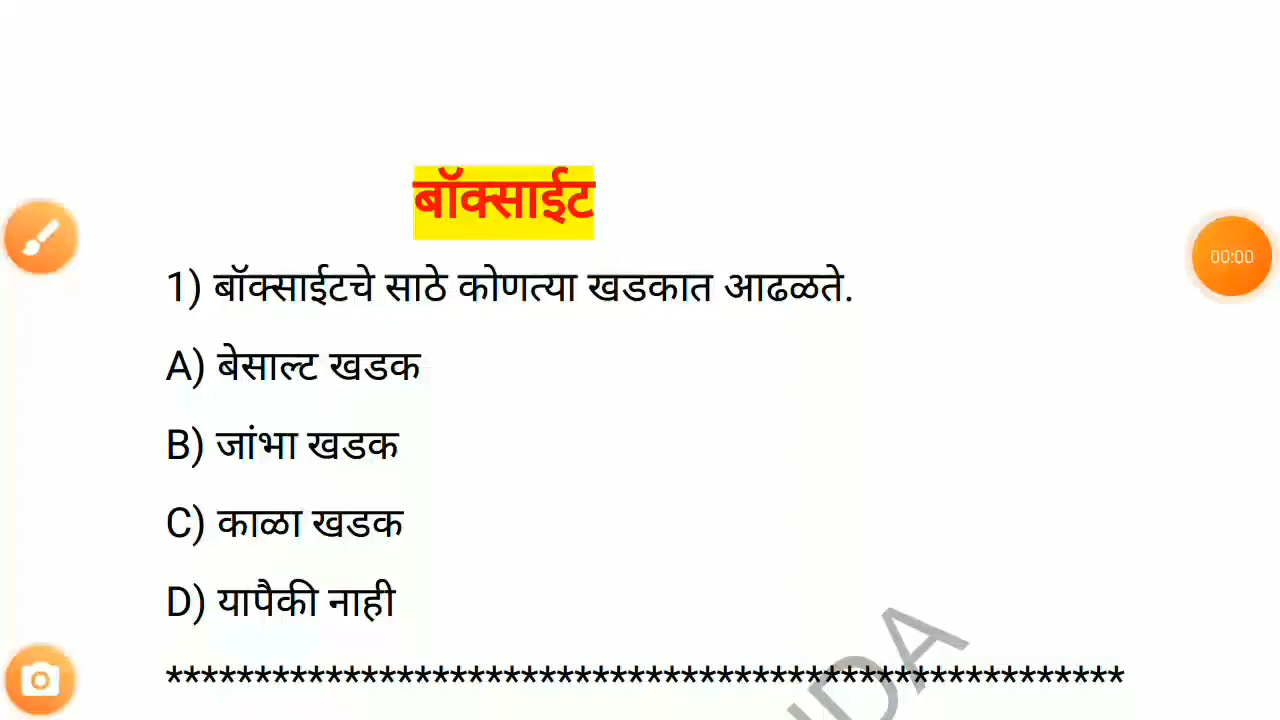 बॉक्साईट
00:00
1) बॉक्साईटचे साठे कोणत्या खडकात आढळते.
A) बेसाल्ट खडक
B) जांभा खडक
C) काळा खडक
D) यापैकी नाही
******************************************************